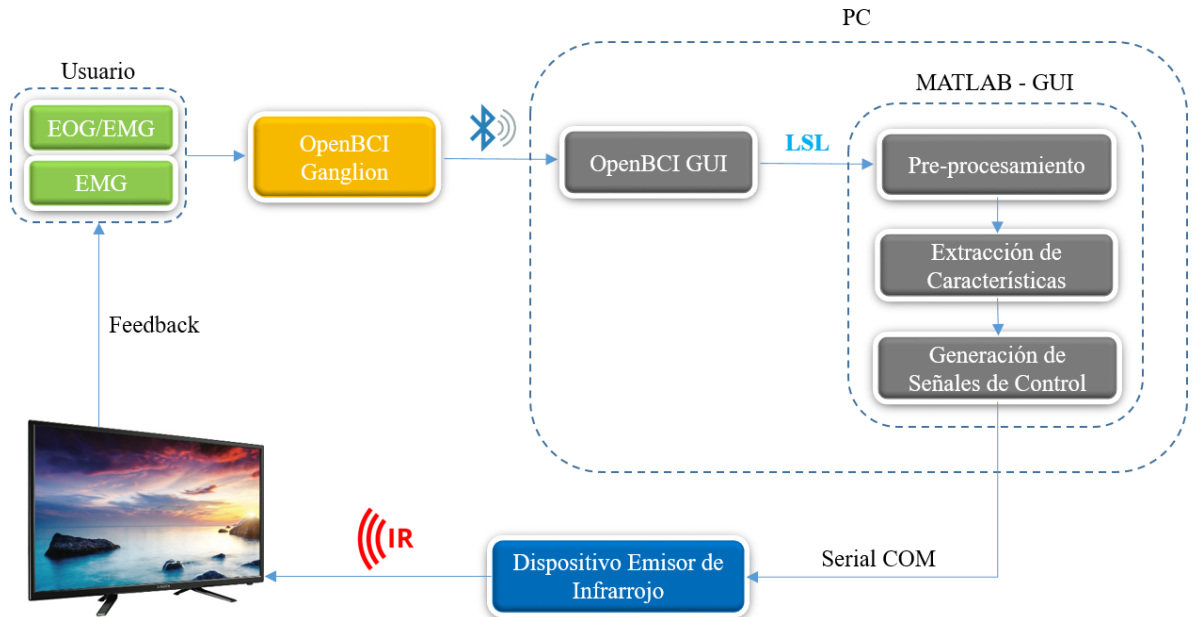 PC
Usuario
MATLAB - GUI
EOG/EMG
EMG
OpenBCI
Ganglion
OpenBCI GUI
LSL
Pre-procesamiento
Extracción de
Características
Generación de
Señales de Control
Feedback
IR
Dispositivo Emisor de
Infrarrojo
Serial COM